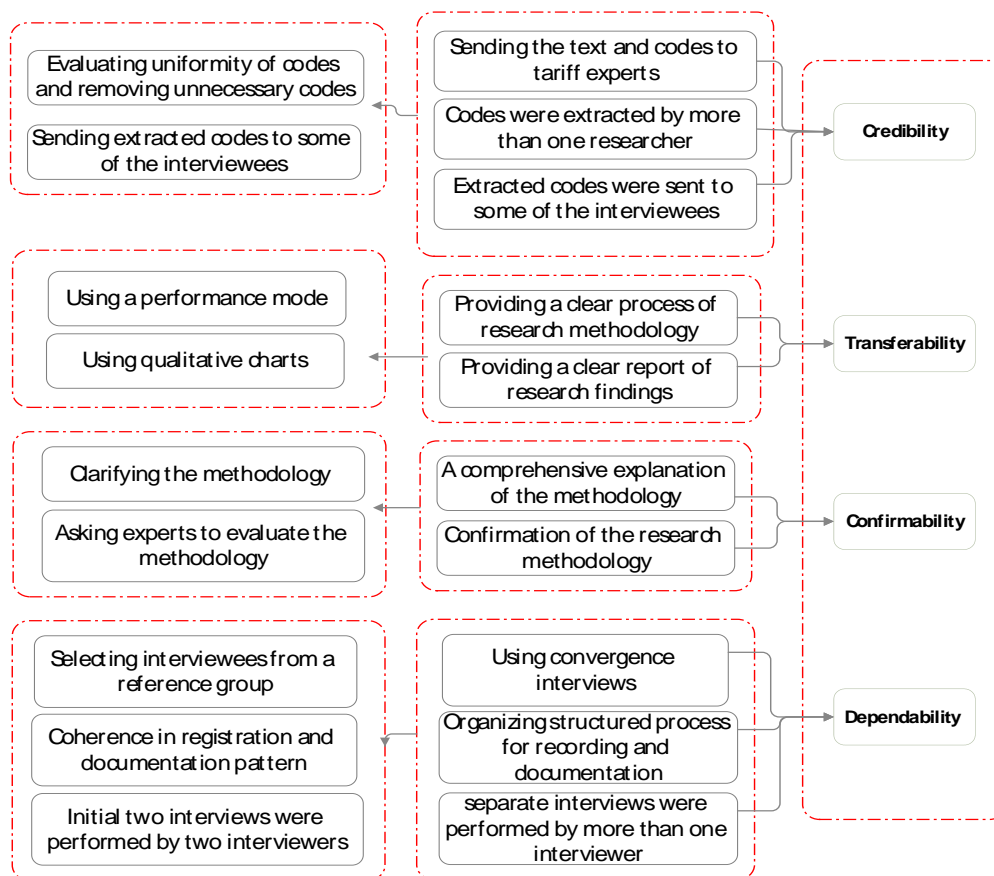 Evaluating uniformity of codes
and removing unnecessary codes
Sending extracted codes to some
of the interviewees
Sending the text and codes to
tariff experts
Codes were extracted by more
than one researcher
Extracted codes were sent to
some of the interviewees
Credibility
Using a performance mode
Using qualitative charts
Providing a clear process of
research methodology
Providing a clear report of
research findings
Transferability
Clarifying the methodology
Asking experts to evaluate the
methodology
A comprehensive explanation
of the methodology
Confirmation of the research
methodology
Confirmability
Selecting interviewees from a
reference group
Coherence in registration and
documentation pattern
Initial two interviews were
performed by two interviewers
Using convergence
interviews
Organizing structured process
for recording and
documentation
separate interviews were
performed by more than one
interviewer
Dependability